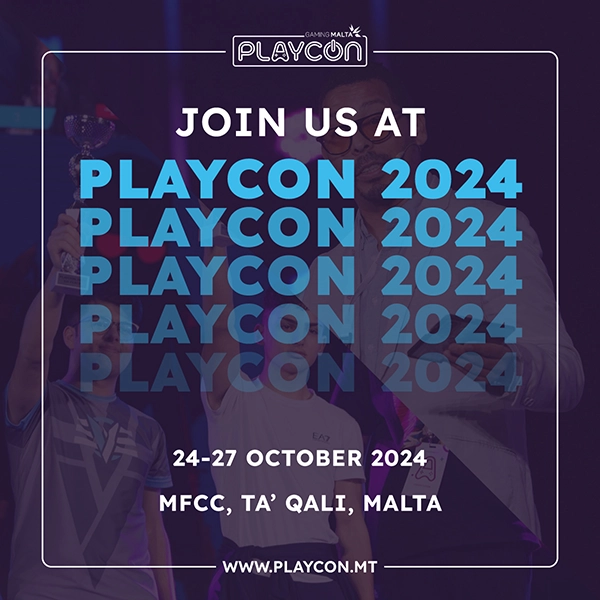 GAMING MALTA
PLAYCON
JOIN US AT
PLAYCON 2024
PLAYCON 2024
PLAYCON 2024
PLAYCON 2024
PLAYCON 2024
EA7
24-27 OCTOBER 2024
MFCC, TA’ QALI, MALTA
WWW.PLAYCON.MT